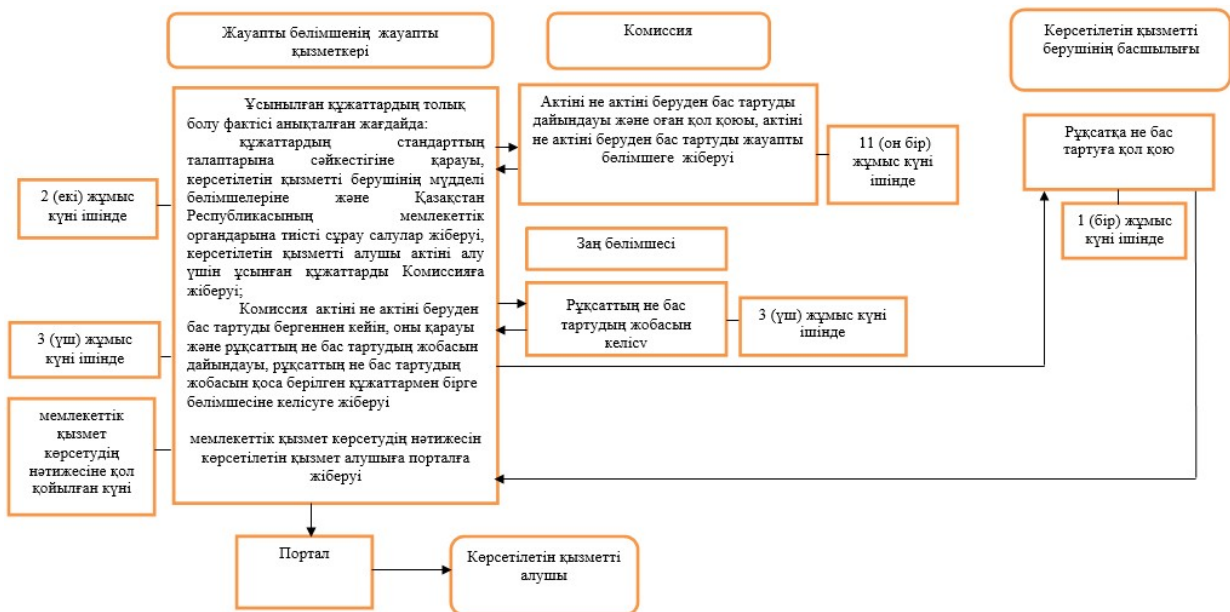 Жауапты бөлімшенің жауапты
қызметкері
Комиссия
Көрсетілетін қызметті
берушінің басшылығы
Ұсынылған құжаттардың толық
болу фактісі анықталған жағдайда:
құжаттардың стандарттың
талаптарына сәйкестігіне қарауы,
көрсетілетін қызметті берушінің мүдделі
бөлімшелеріне және Қазақстан
Республикасының мемлекеттік
органдарына тиісті сұрау салулар жіберуі,
көрсетілетін қызметті алушы актіні алу
үшін ұсынған құжаттарды Комиссияға
жіберуі;
Комиссия актіні не актіні беруден
бас тартуды бергеннен кейін, оны қарауы
және рұқсаттың не бас тартудың жобасын
дайындауы, рұқсаттың не бас тартудың
жобасын қоса берілген құжаттармен бірге
бөлімшесіне келісуге жіберуі
мемлекеттік қызмет көрсетудің нәтижесін
көрсетілетін қызмет алушыға порталға
жіберуі
2 (екі) жұмыс
күні ішінде
3 (үш) жұмыс
күні ішінде
мемлекеттік
қызмет
көрсетудің
нәтижесіне қол
қойылған күні
Актіні не актіні беруден бас тартуды
дайындауы және оған қол қоюы, актіні
не актіні беруден бас тартуды жауапты
бөлімшеге жіберуі
11 (он бір)
жұмыс күні
ішінде
Заң бөлімшесі
Рұқсаттың не бас
тартудың жобасын
келісу
3 (үш) жұмыс күні
ішінде
Рұқсатқа не бас
тартуға қол қою
1 (бір) жұмыс
күні ішінде
Портал
Көрсетілетін қызметті
алушы